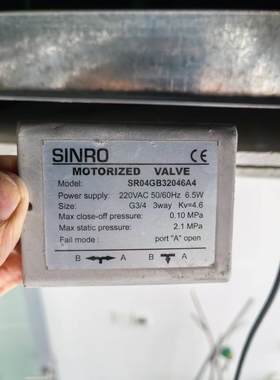 SINRO CE
MOTORIZED VALVE
Model: SR04GB32046A4
Power supply: 220VAC 50/60Hz 6.5W
Size: G3/4 3way Kv=4.6
Max close-off pressure: 0.10 MPa
Max static pressure: 2.1 MPa
Fail mode: port "A" open
B A B A